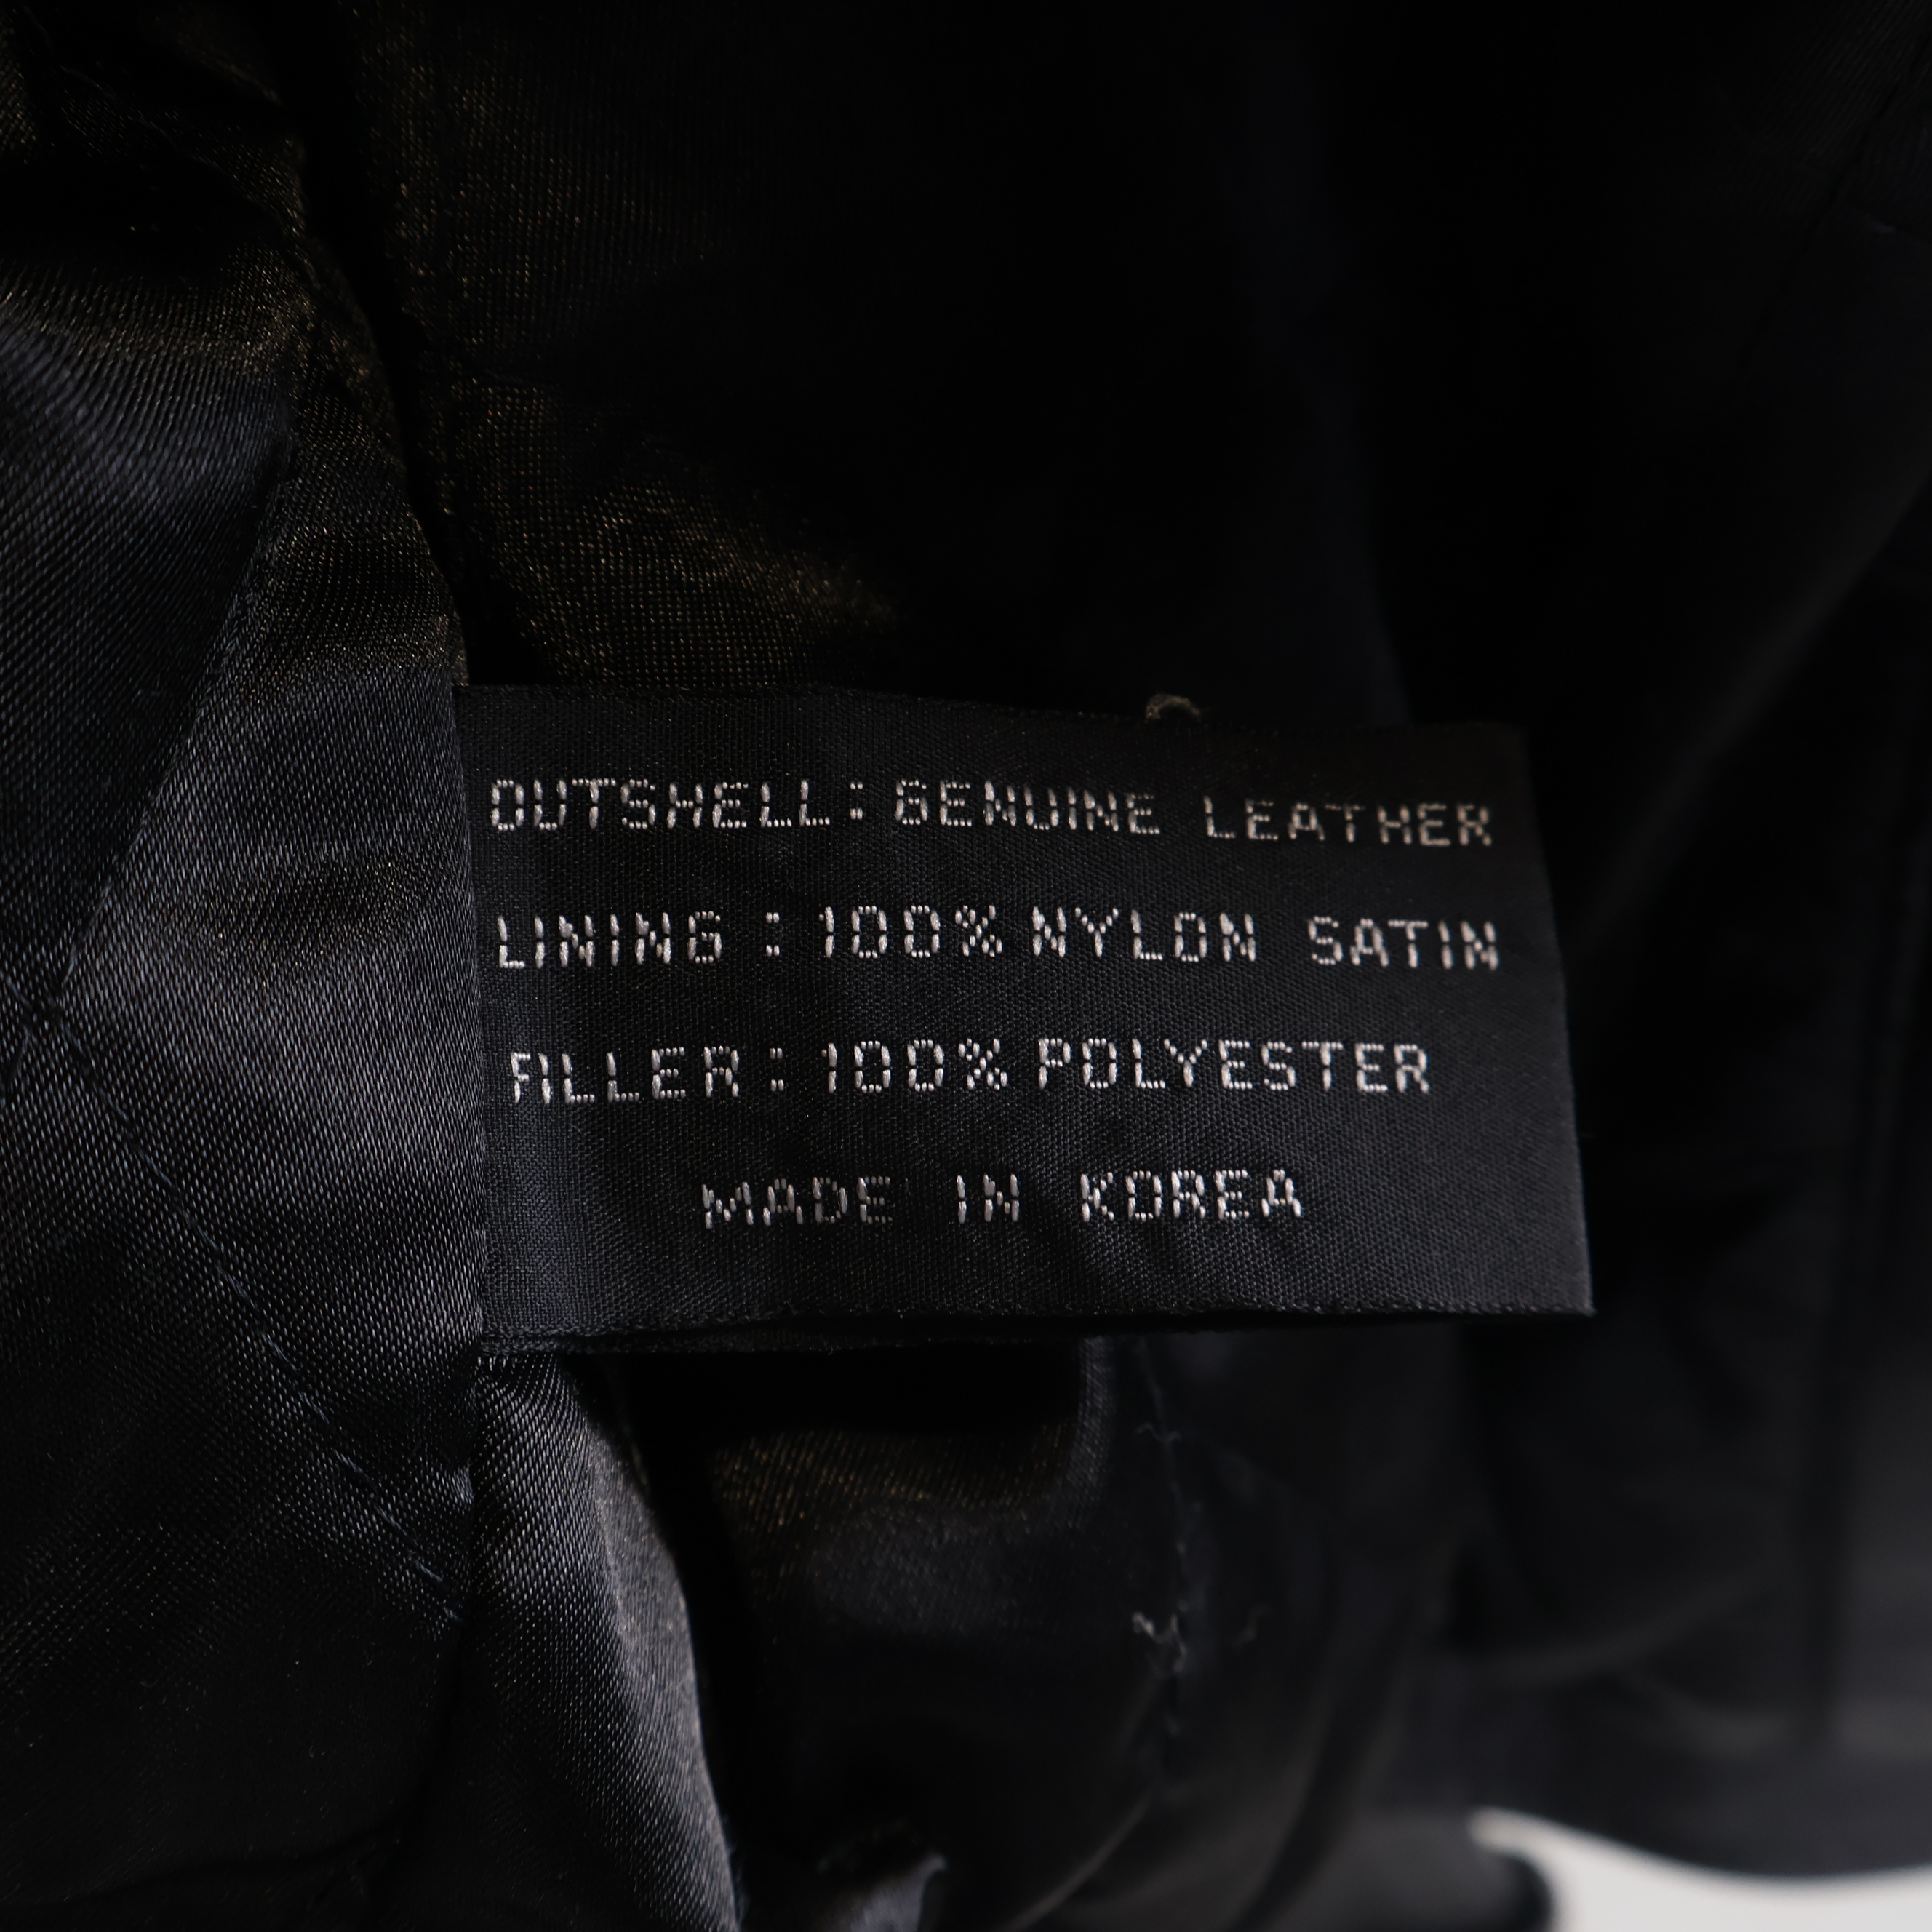 OUTSHELL: GENUINE LEATHER
LINING : 100% NYLON SATIN
FILLER : 100% POLYESTER
MADE IN KOREA